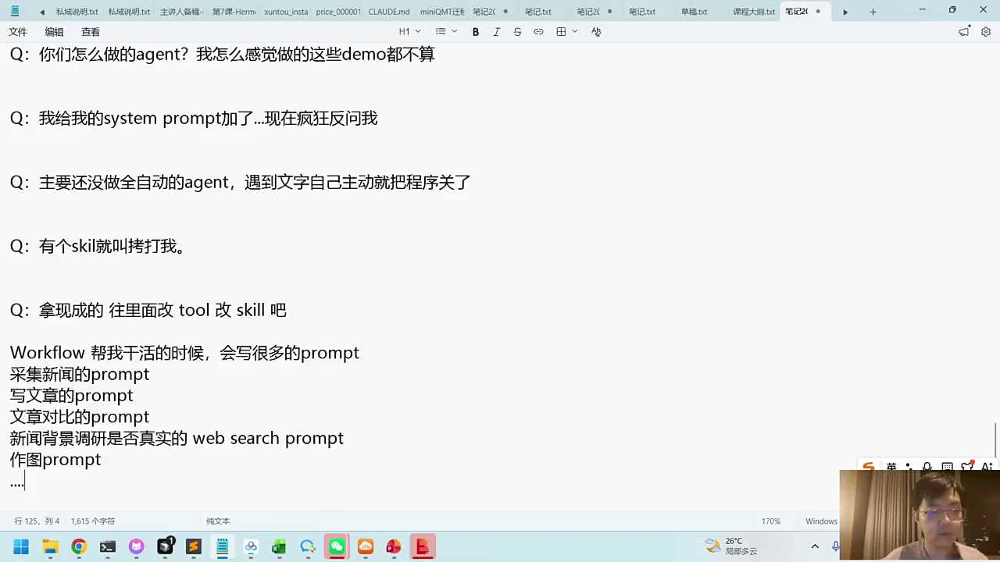 私域说明.txt
私域说明.txt
主讲人备稿-
第7课-Herm
xuntou_insta
price_000001
CLAUDE.md
miniQMT迁移
笔记20
笔记.txt
笔记20
笔记.txt
草稿.txt
课程大纲.txt
笔记20
文件 编辑 查看
H1
Q：你们怎么做的agent？我怎么感觉做的这些demo都不算
Q：我给我的system prompt加了...现在疯狂反问我
Q：主要还没做全自动的agent，遇到文字自己主动就把程序关了
Q：有个skil就叫拷打我。
Q：拿现成的 往里面改 tool 改 skill 吧
Workflow 帮我干活的时候，会写很多的prompt
采集新闻的prompt
写文章的prompt
文章对比的prompt
新闻背景调研是否真实的 web search prompt
作图prompt
....
英
行 125，列 4 1,615 个字符 纯文本 170% Windows
26°C
局部多云